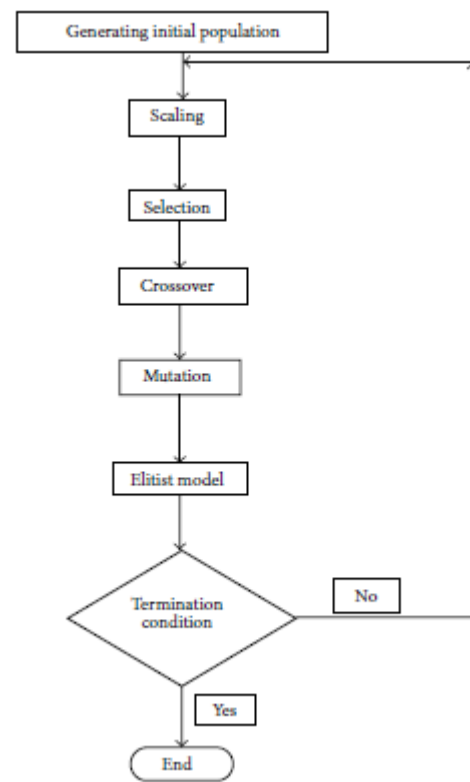 Generating initial population
Scaling
Selection
Crossover
Mutation
Elitist model
Termination
condition
No
Yes
End